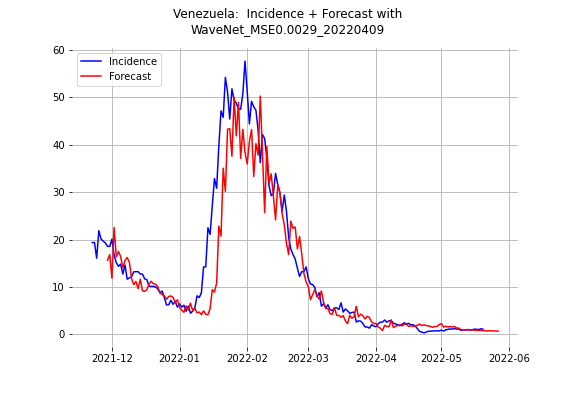 Venezuela:  Incidence + Forecast with
WaveNet_MSE0.0029_20220409
60
50
40
30
20
10
0
Incidence
Forecast
2021-12 2022-01 2022-02 2022-03 2022-04 2022-05 2022-06